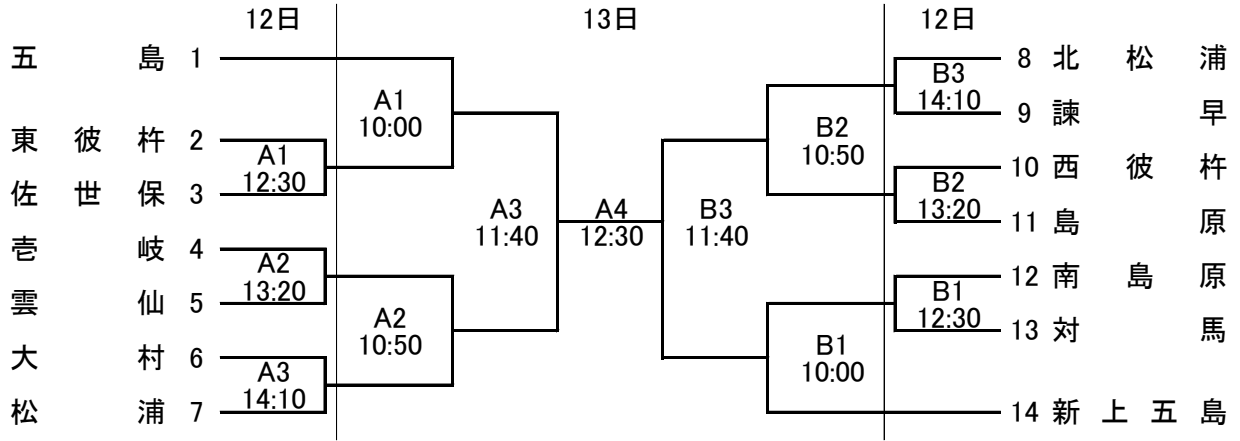 12日 13日 12日
五島 1
東彼杵 2
佐世保 3
壱岐 4
雲仙 5
大村 6
松浦 7
A1
12:30
A2
13:20
A3
14:10
A1
10:00
A2
10:50
A3
11:40
A4
12:30
B3
11:40
B2
10:50
B1
10:00
B3
14:10
B2
13:20
B1
12:30
8 北松浦
9 諫早
10 西彼杵
11 島原
12 南島原
13 対馬
14 新上五島